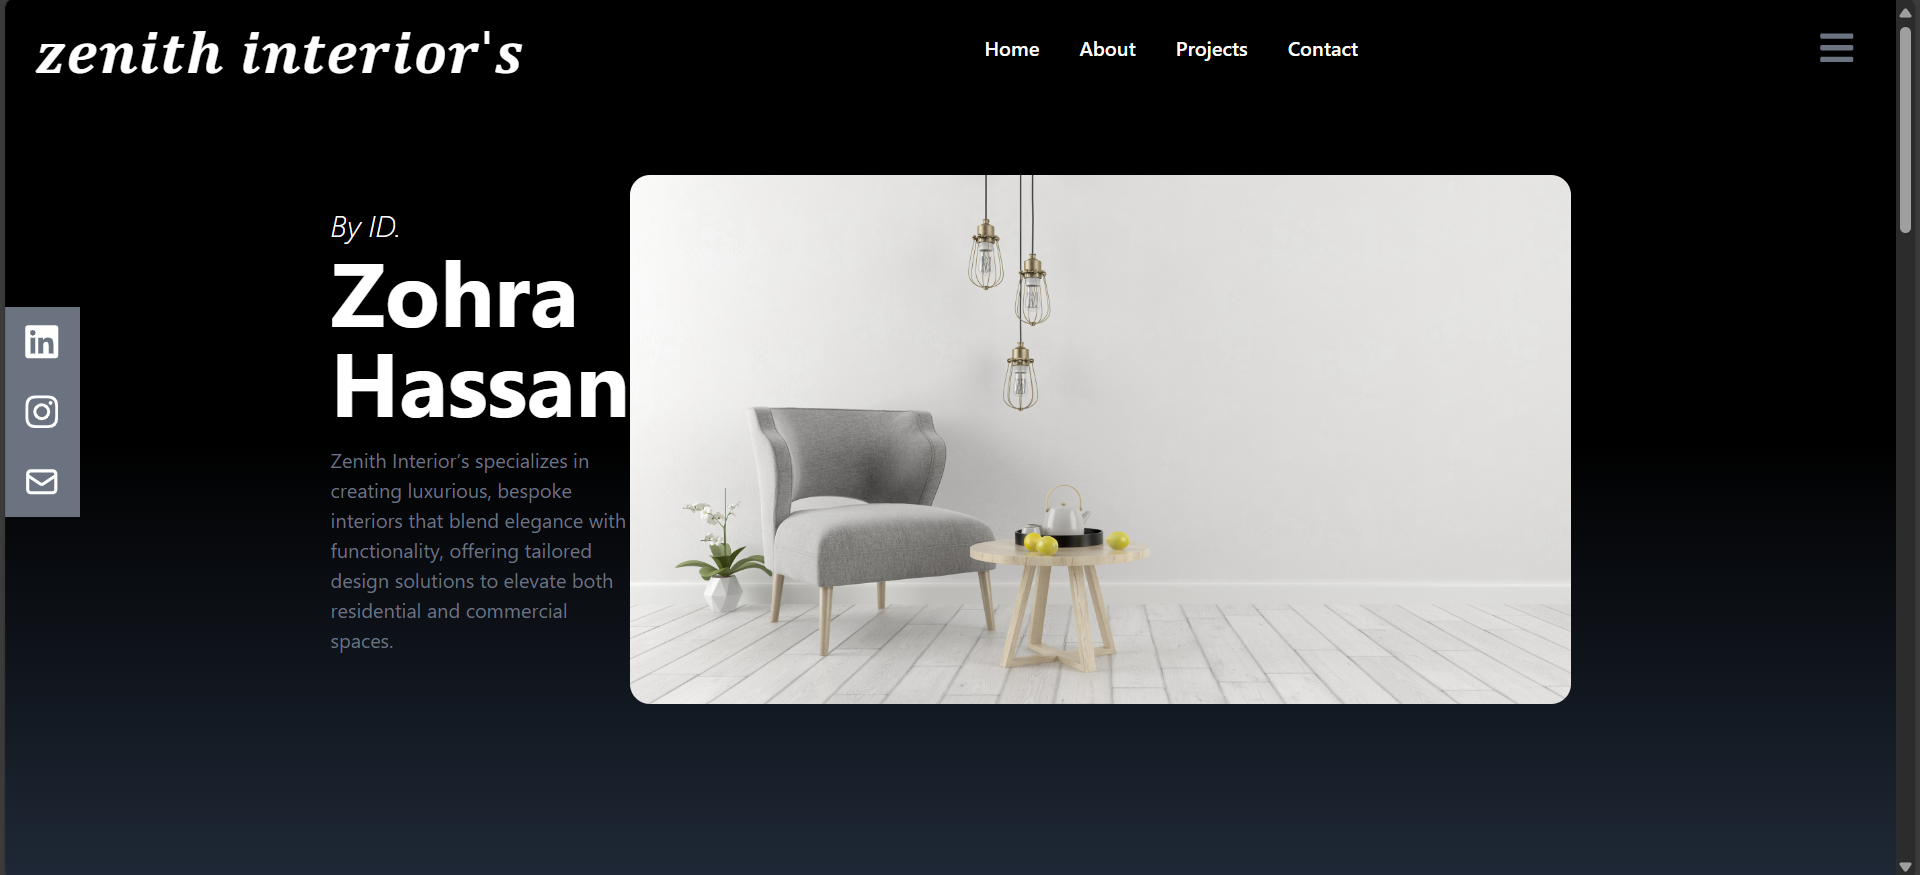 zenith interior's
Home About Projects Contact
By ID.
Zohra
Hassan
Zenith Interior’s specializes in
creating luxurious, bespoke
interiors that blend elegance with
functionality, offering tailored
design solutions to elevate both
residential and commercial
spaces.
in